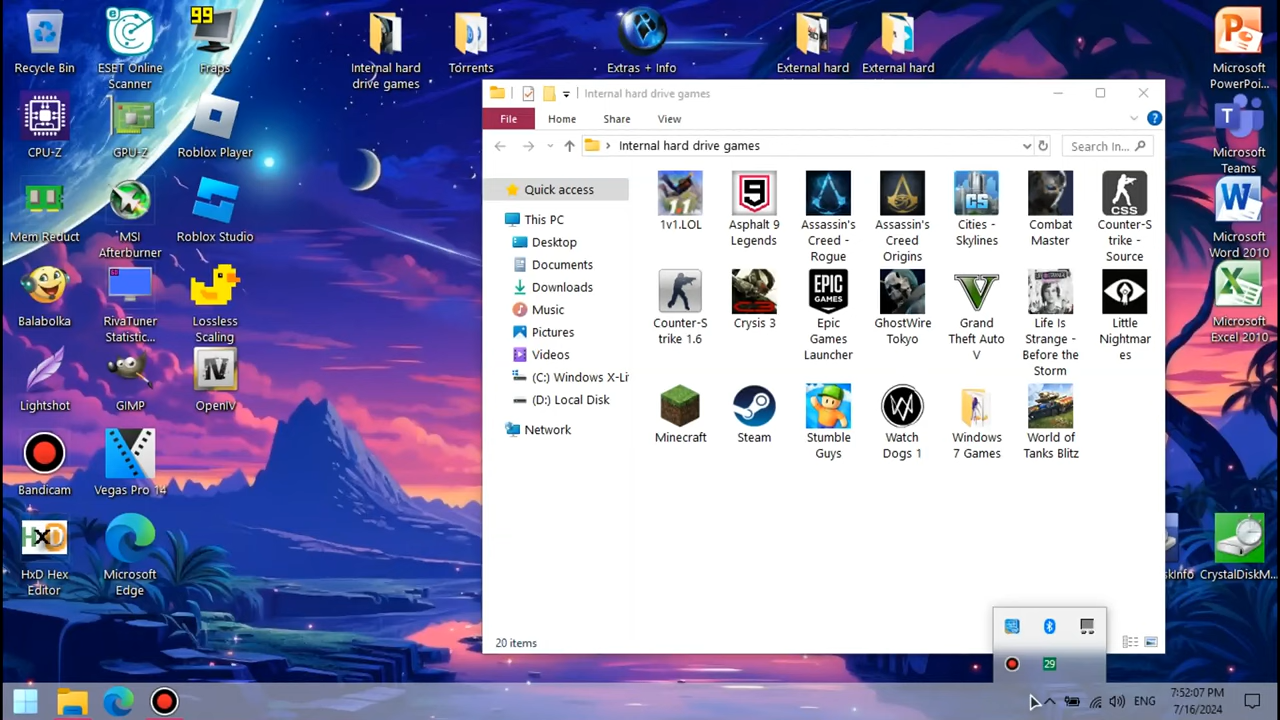 Recycle Bin
ESET Online
Scanner
99
Fraps
Internal hard
drive games
Torrents
Extras + Info
External hard
External hard
Microsoft
PowerPoi...
CPU-Z
GPU-Z
Roblox Player
Microsoft
Teams
Mem Reduct
MSI
Afterburner
Roblox Studio
Microsoft
Word 2010
Balabolka
RivaTuner
Statistic...
Lossless
Scaling
Microsoft
Excel 2010
Lightshot
GIMP
OpenIV
Bandicam
Vegas Pro 14
HxD Hex
Editor
Microsoft
Edge
skInfo
CrystalDiskM...
Internal hard drive games
File
Home
Share
View
Internal hard drive games
Search In...
Quick access
This PC
Desktop
Documents
Downloads
Music
Pictures
Videos
(C:) Windows X-Li
(D:) Local Disk
Network
1v1.LOL
Asphalt 9
Legends
Assassin's
Creed -
Rogue
Assassin's
Creed
Origins
Cities -
Skylines
Combat
Master
CSS
Counter-S
trike -
Source
Counter-S
trike 1.6
Crysis 3
EPIC
GAMES
Epic
Games
Launcher
GhostWire
Tokyo
Grand
Theft Auto
V
Life Is
Strange -
Before the
Storm
Little
Nightmar
es
Minecraft
Steam
Stumble
Guys
Watch
Dogs 1
Windows
7 Games
World of
Tanks Blitz
20 items
29
ENG
7:52:07 PM
7/16/2024